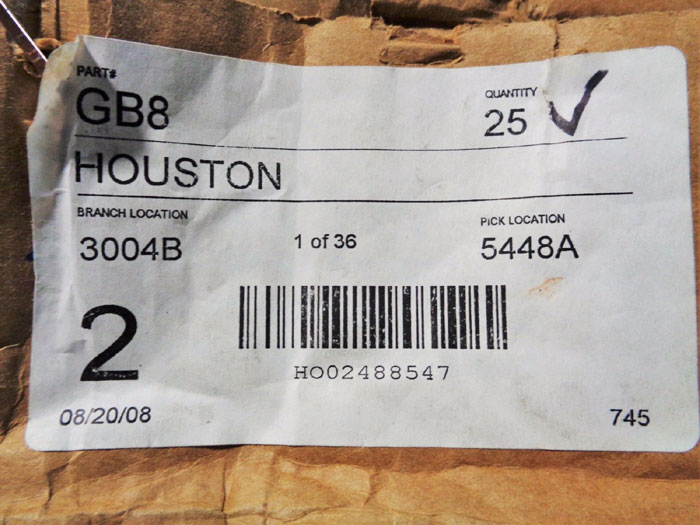 PART# QUANTITY
GB8 25 ✓
HOUSTON
BRANCH LOCATION PICK LOCATION
3004B 1 of 36 5448A
2
HO02488547
08/20/08 745